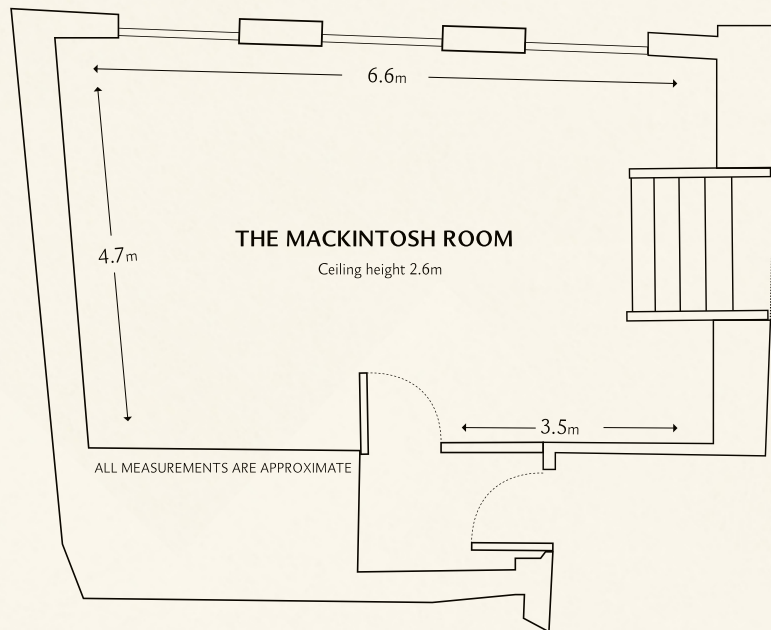 6.6m
THE MACKINTOSH ROOM
4.7m
Ceiling height 2.6m
3.5m
ALL MEASUREMENTS ARE APPROXIMATE